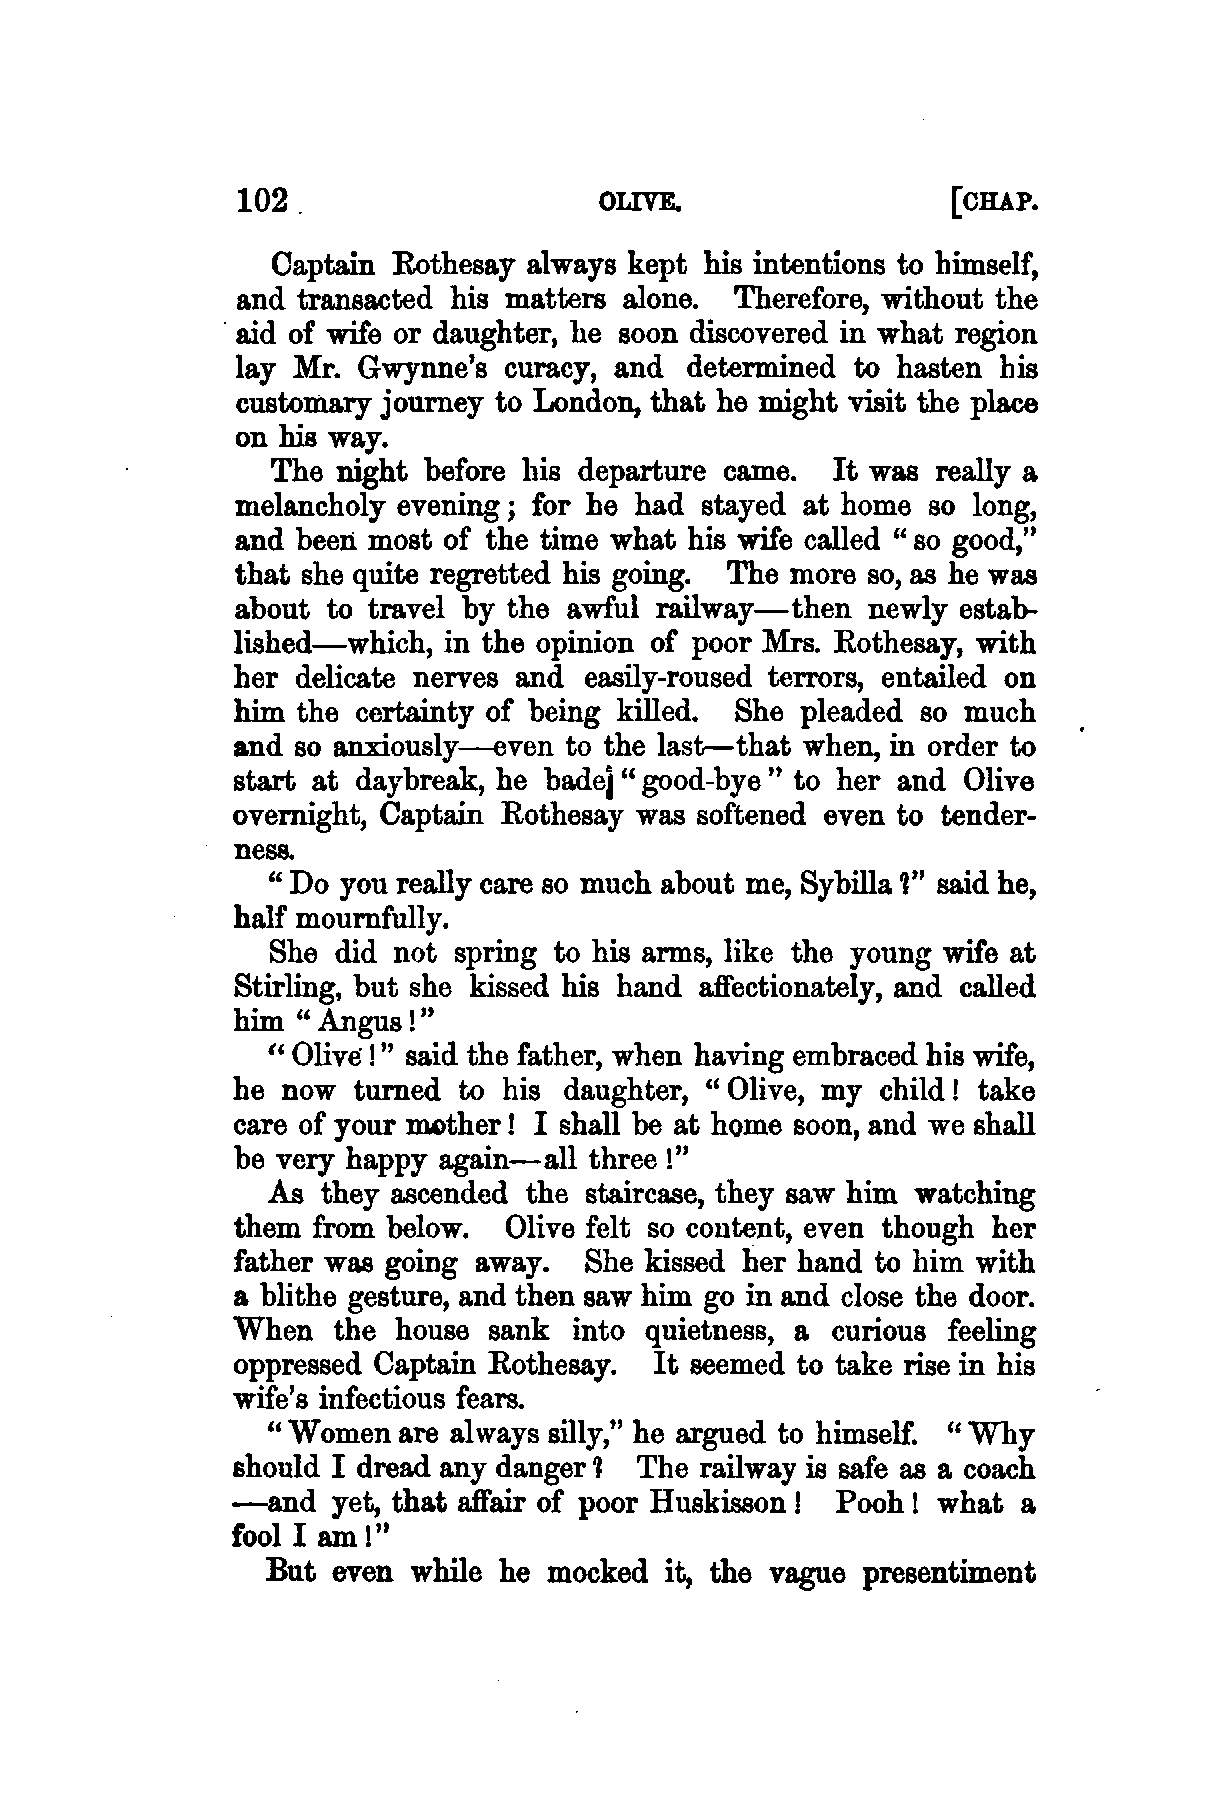 102 OLIVE. [CHAP.
Captain Rothesay always kept his intentions to himself,
and transacted his matters alone. Therefore, without the
aid of wife or daughter, he soon discovered in what region
lay Mr. Gwynne's curacy, and determined to hasten his
customary journey to London, that he might visit the place
on his way.
The night before his departure came. It was really a
melancholy evening; for he had stayed at home so long,
and been most of the time what his wife called "so good,"
that she quite regretted his going. The more so, as he was
about to travel by the awful railway—then newly estab-
lished—which, in the opinion of poor Mrs. Rothesay, with
her delicate nerves and easily-roused terrors, entailed on
him the certainty of being killed. She pleaded so much
and so anxiously—even to the last—that when, in order to
start at daybreak, he bade "good-bye" to her and Olive
overnight, Captain Rothesay was softened even to tender-
ness.
"Do you really care so much about me, Sybilla?" said he,
half mournfully.
She did not spring to his arms, like the young wife at
Stirling, but she kissed his hand affectionately, and called
him "Angus!"
"Olive!" said the father, when having embraced his wife,
he now turned to his daughter, "Olive, my child! take
care of your mother! I shall be at home soon, and we shall
be very happy again—all three!"
As they ascended the staircase, they saw him watching
them from below. Olive felt so content, even though her
father was going away. She kissed her hand to him with
a blithe gesture, and then saw him go in and close the door.
When the house sank into quietness, a curious feeling
oppressed Captain Rothesay. It seemed to take rise in his
wife's infectious fears.
"Women are always silly," he argued to himself. "Why
should I dread any danger? The railway is safe as a coach
—and yet, that affair of poor Huskisson! Pooh! what a
fool I am!"
But even while he mocked it, the vague presentiment